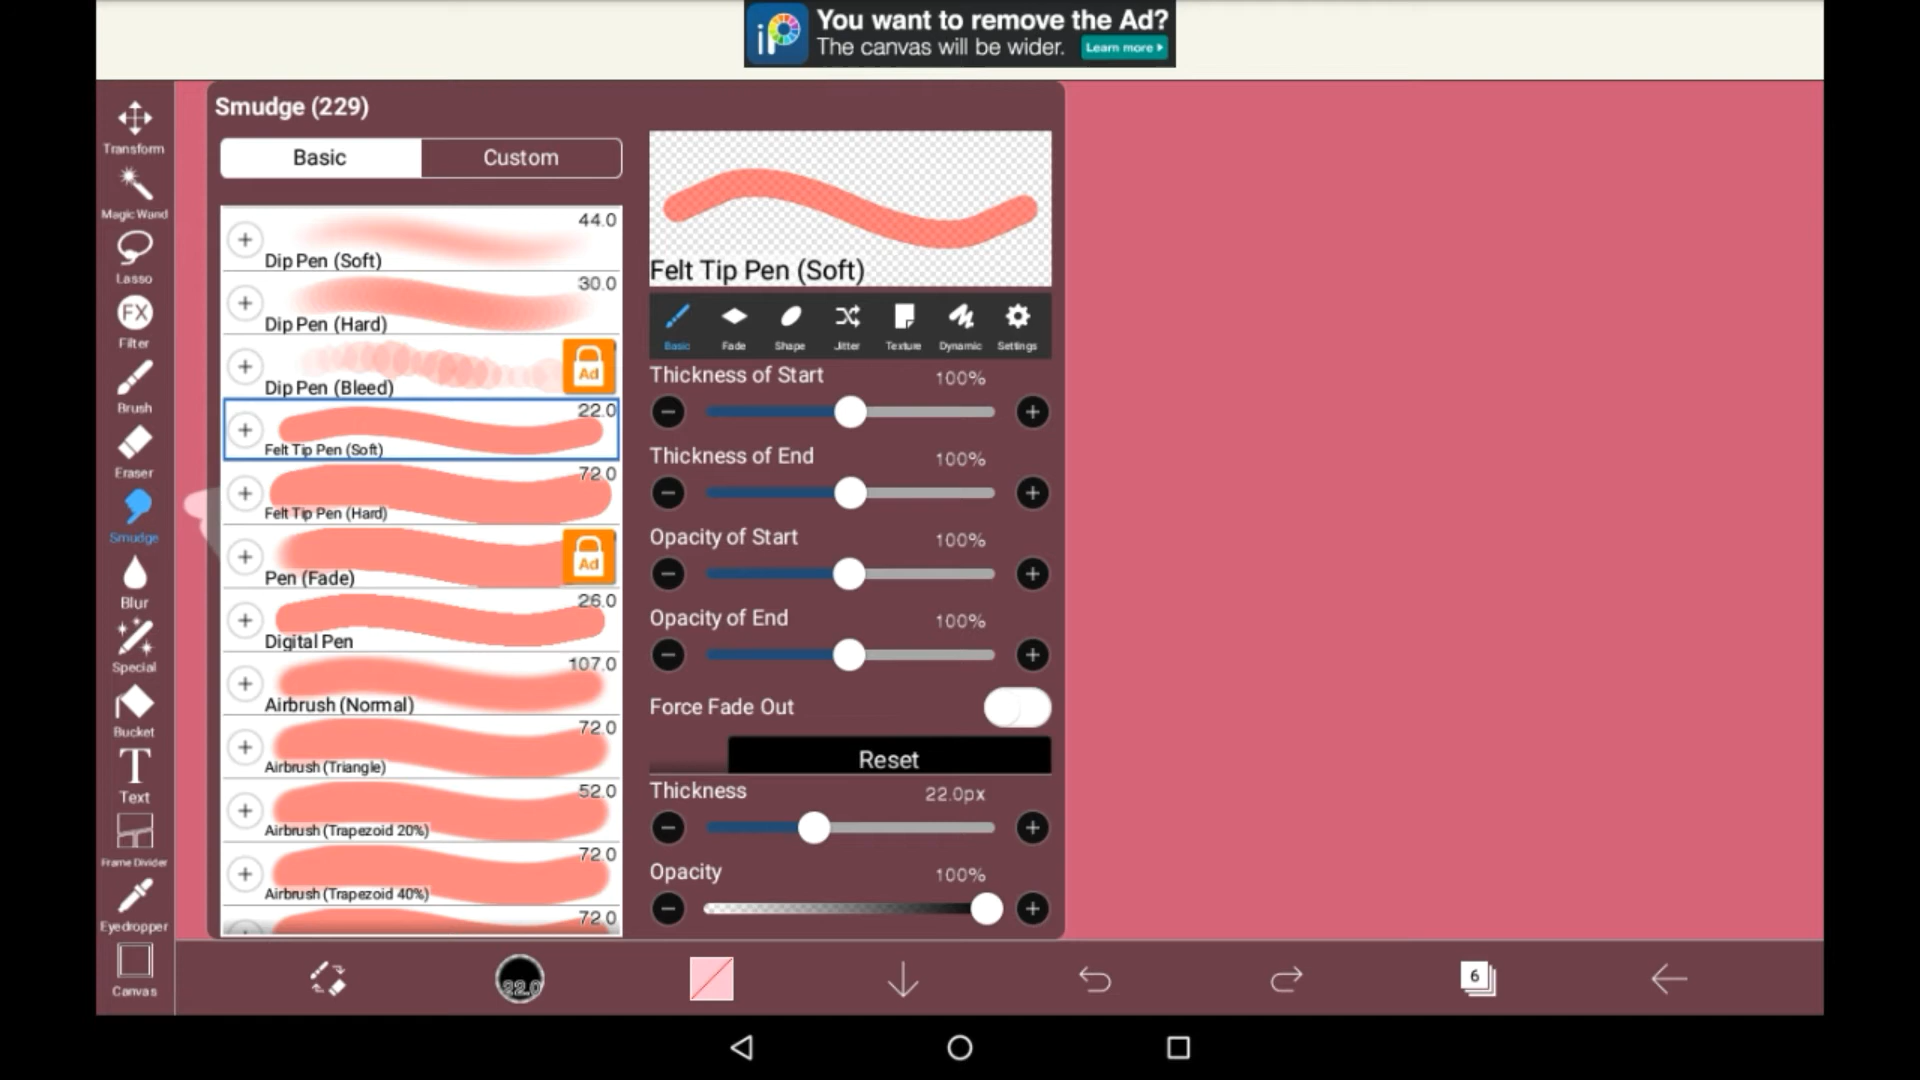 You want to remove the Ad?
iP
The canvas will be wider.
Learn more
Smudge (229)
Basic
Custom
Transform
Magic Wand
Lasso
FX
Filter
Brush
Eraser
Smudge
Blur
Special
Bucket
T
Text
Frame Divider
Eyedropper
Canvas
44.0
Dip Pen (Soft)
30.0
Dip Pen (Hard)
Ad
Dip Pen (Bleed)
22.0
Felt Tip Pen (Soft)
72.0
Felt Tip Pen (Hard)
Ad
Pen (Fade)
26.0
Digital Pen
107.0
Airbrush (Normal)
72.0
Airbrush (Triangle)
52.0
Airbrush (Trapezoid 20%)
72.0
Airbrush (Trapezoid 40%)
72.0
Felt Tip Pen (Soft)
Basic
Fade
Shape
Jitter
Texture
Dynamic
Settings
Thickness of Start 100%
Thickness of End 100%
Opacity of Start 100%
Opacity of End 100%
Force Fade Out
Reset
Thickness 22.0px
Opacity 100%
22.0
6